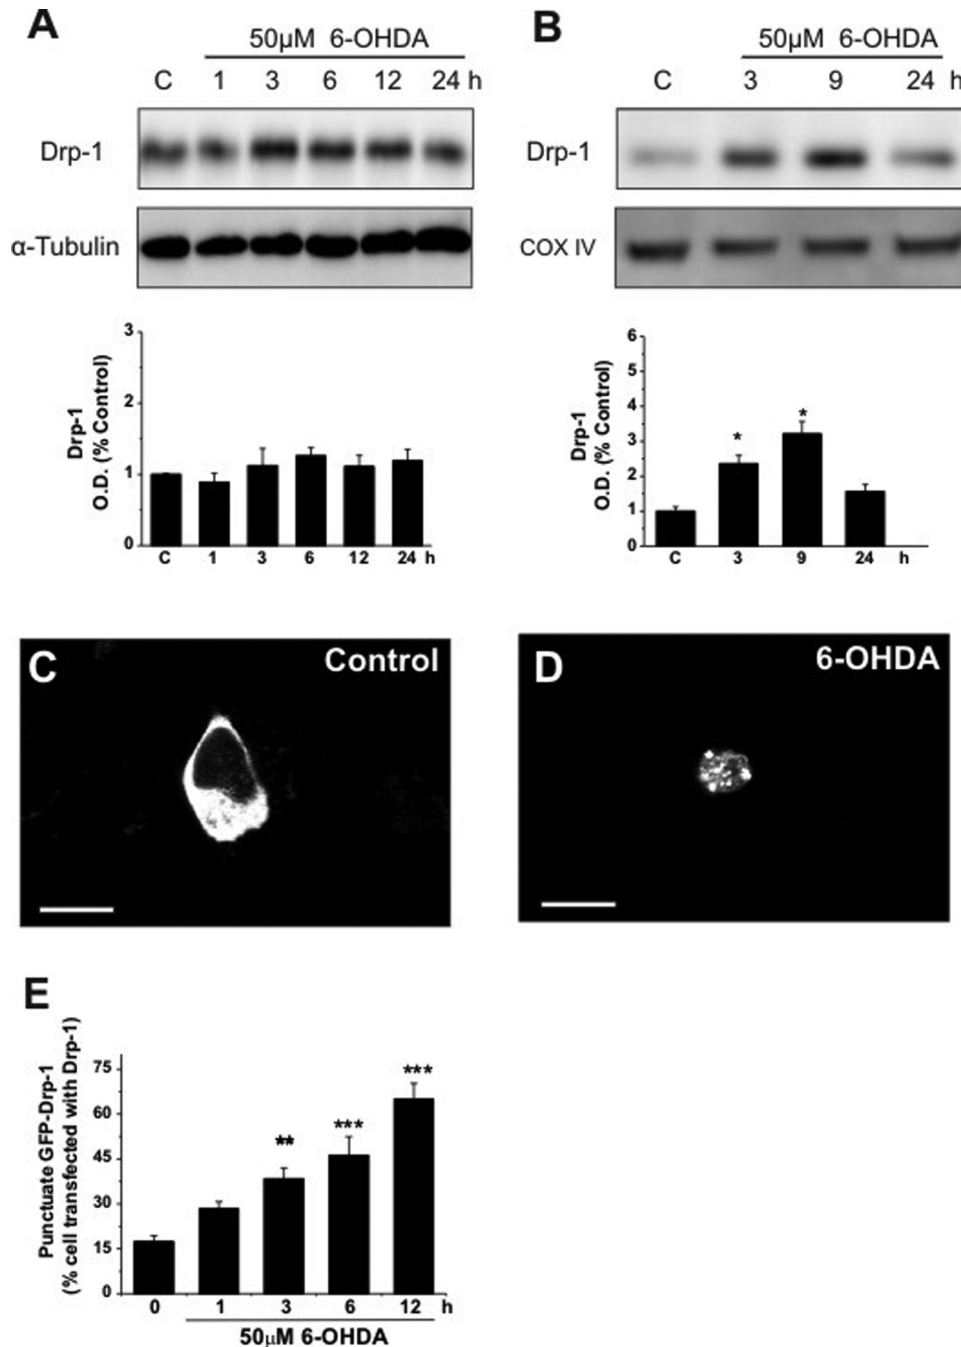 A
50µM 6-OHDA
C 1 3 6 12 24 h
Drp-1
α-Tubulin
3
2
1
0
Drp-1
O.D. (% Control)
C 1 3 6 12 24 h
B
50µM 6-OHDA
C 3 9 24 h
Drp-1
COX IV
6
5
4
3
2
1
0
Drp-1
O.D. (% Control)
* *
C 3 9 24 h
C Control
D 6-OHDA
E
Punctuate GFP-Drp-1
(% cell transfected with Drp-1)
75
60
45
30
15
0
** *** ***
0 1 3 6 12 h
50µM 6-OHDA